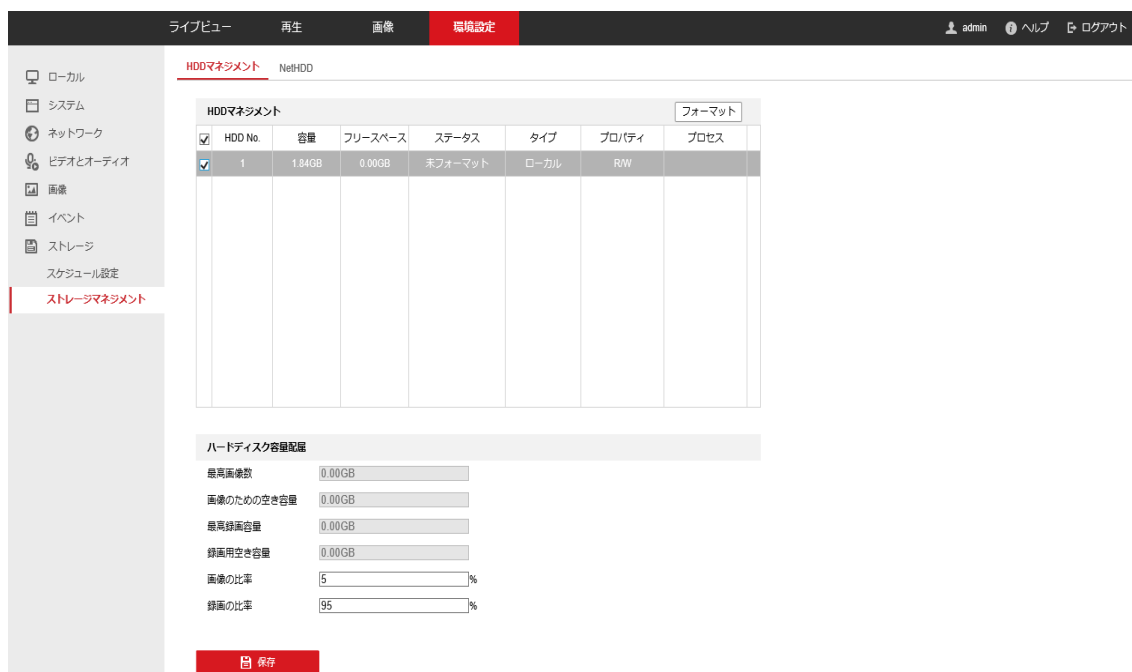 ライブビュー 再生 画像 環境設定 admin ヘルプ ログアウト
HDDマネジメント NetHDD
ローカル
システム
ネットワーク
ビデオとオーディオ
画像
イベント
ストレージ
スケジュール設定
ストレージマネジメント
HDDマネジメント フォーマット
HDD No. 容量 フリースペース ステータス タイプ プロパティ プロセス
1 1.84GB 0.00GB 未フォーマット ローカル R/W
ハードディスク容量配属
最高画像数 0.00GB
画像のための空き容量 0.00GB
最高録画容量 0.00GB
録画用空き容量 0.00GB
画像の比率 5 %
録画の比率 95 %
保存